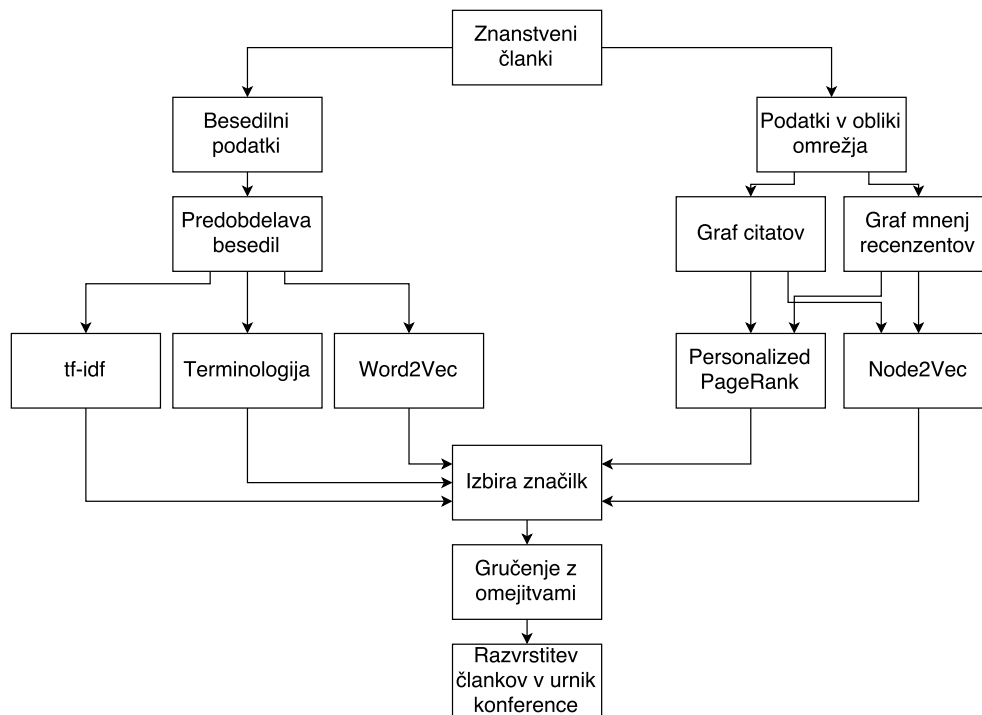 Znanstveni
članki
Besedilni
podatki
Podatki v obliki
omrežja
Predobdelava
besedil
Graf citatov
Graf mnenj
recenzentov
tf-idf
Terminologija
Word2Vec
Personalized
PageRank
Node2Vec
Izbira značilk
Gručenje z
omejitvami
Razvrstitev
člankov v urnik
konference